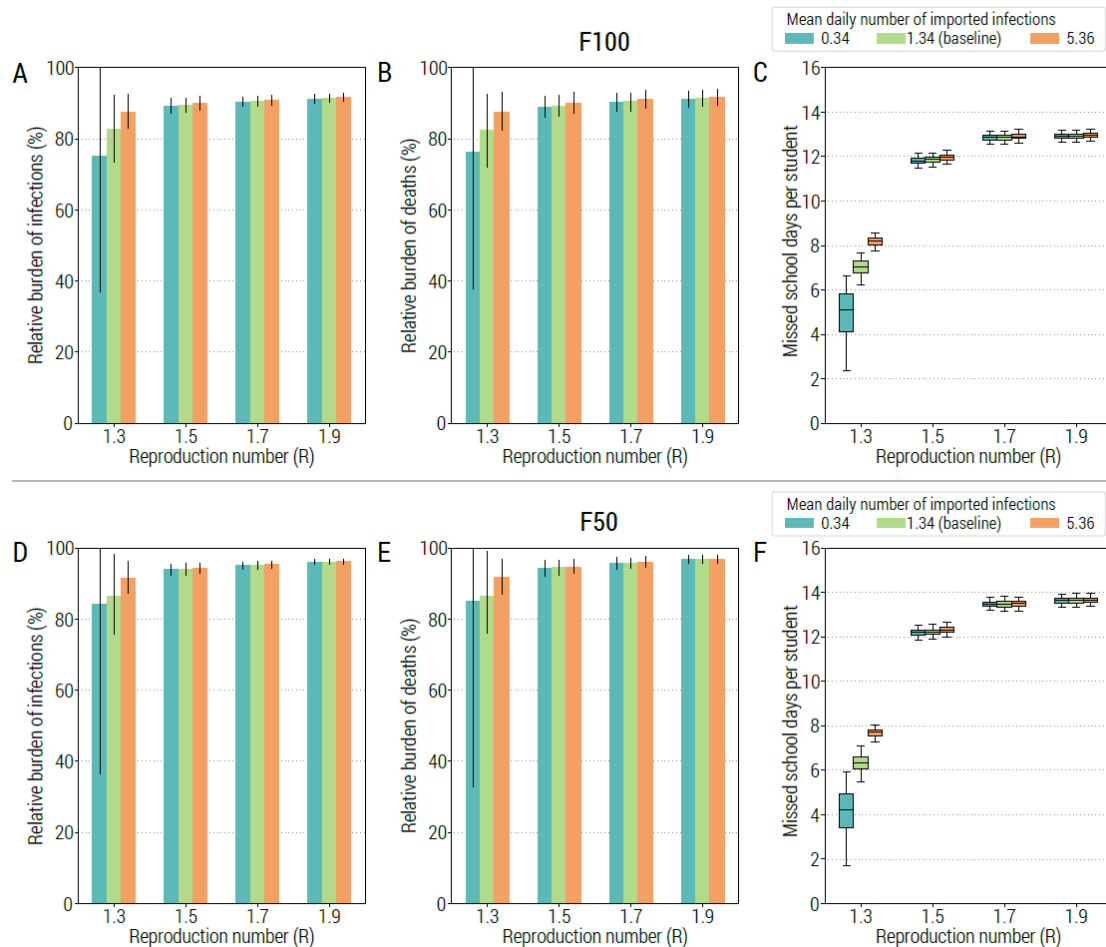 Mean daily number of imported infections
0.34 1.34 (baseline) 5.36
F100
A B C
100 100 16
80 80 14
60 60 12
40 40 10
20 20 8
0 0 6
4
2
0
Relative burden of infections (%)
Relative burden of deaths (%)
Missed school days per student
1.3 1.5 1.7 1.9 1.3 1.5 1.7 1.9 1.3 1.5 1.7 1.9
Reproduction number (R) Reproduction number (R) Reproduction number (R)
Mean daily number of imported infections
0.34 1.34 (baseline) 5.36
F50
D E F
100 100 16
80 80 14
60 60 12
40 40 10
20 20 8
0 0 6
4
2
0
Relative burden of infections (%)
Relative burden of deaths (%)
Missed school days per student
1.3 1.5 1.7 1.9 1.3 1.5 1.7 1.9 1.3 1.5 1.7 1.9
Reproduction number (R) Reproduction number (R) Reproduction number (R)